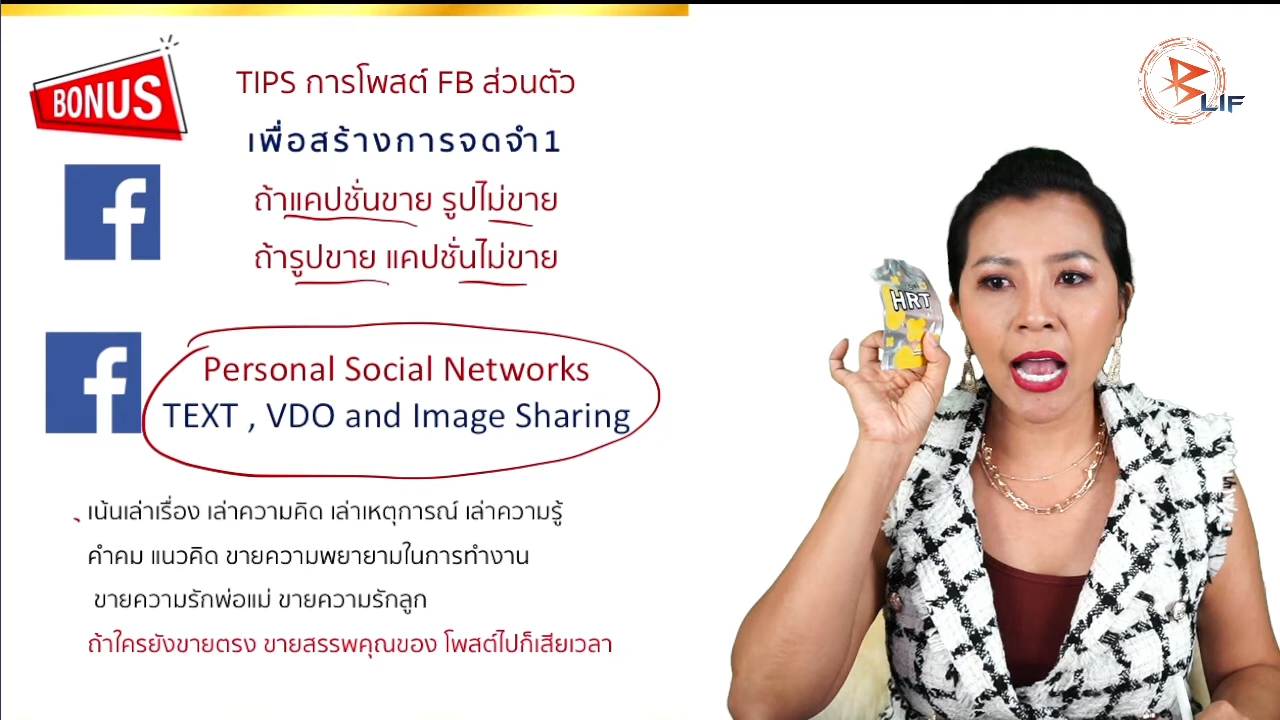 BONUS
TIPS การโพสต์ FB ส่วนตัว
เพื่อสร้างการจดจำ1
ถ้าแคปชั่นขาย รูปไม่ขาย
ถ้ารูปขาย แคปชั่นไม่ขาย
Personal Social Networks
TEXT , VDO and Image Sharing
เน้นเล่าเรื่อง เล่าความคิด เล่าเหตุการณ์ เล่าความรู้
คำคม แนวคิด ขายความพยายามในการทำงาน
ขายความรักพ่อแม่ ขายความรักลูก
ถ้าใครยังขายตรง ขายสรรพคุณของ โพสต์ไปก็เสียเวลา
BLIF
HRT